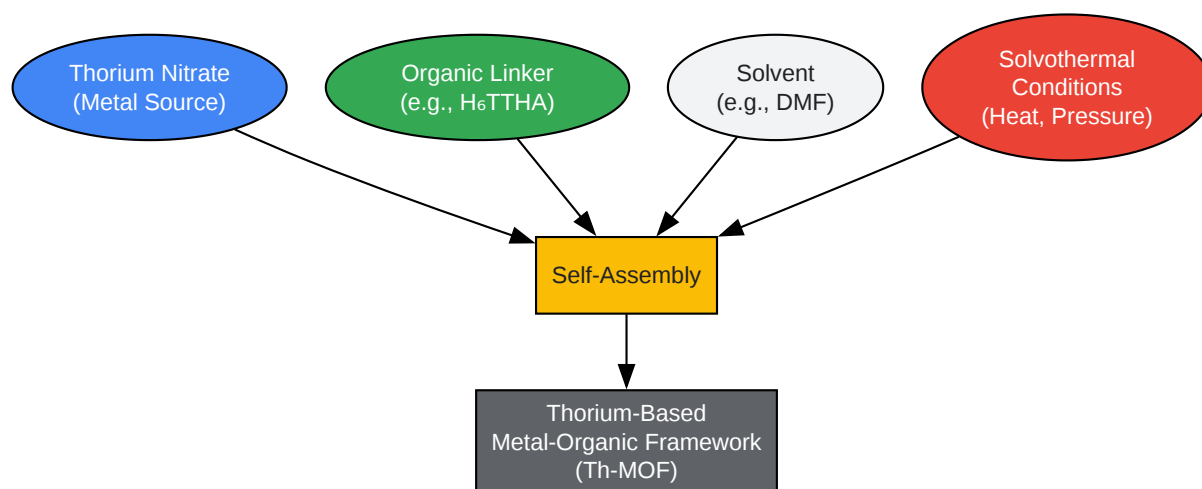 Thorium Nitrate
(Metal Source)
Organic Linker
(e.g., H₆TTHA)
Solvent
(e.g., DMF)
Solvothermal
Conditions
(Heat, Pressure)
Self-Assembly
Thorium-Based
Metal-Organic Framework
(Th-MOF)